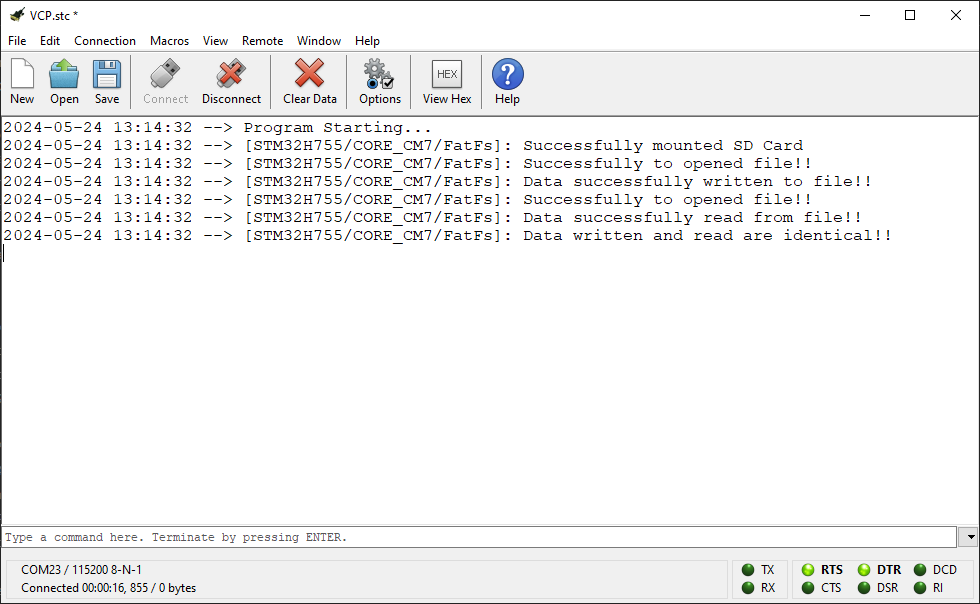 VCP.stc *
File Edit Connection Macros View Remote Window Help
HEX ?
New Open Save Connect Disconnect Clear Data Options View Hex Help
2024-05-24 13:14:32 --> Program Starting...
2024-05-24 13:14:32 --> [STM32H755/CORE_CM7/FatFs]: Successfully mounted SD Card
2024-05-24 13:14:32 --> [STM32H755/CORE_CM7/FatFs]: Successfully to opened file!!
2024-05-24 13:14:32 --> [STM32H755/CORE_CM7/FatFs]: Data successfully written to file!!
2024-05-24 13:14:32 --> [STM32H755/CORE_CM7/FatFs]: Successfully to opened file!!
2024-05-24 13:14:32 --> [STM32H755/CORE_CM7/FatFs]: Data successfully read from file!!
2024-05-24 13:14:32 --> [STM32H755/CORE_CM7/FatFs]: Data written and read are identical!!
Type a command here. Terminate by pressing ENTER.
COM23 / 115200 8-N-1 TX RTS DTR DCD
Connected 00:00:16, 855 / 0 bytes RX CTS DSR RI